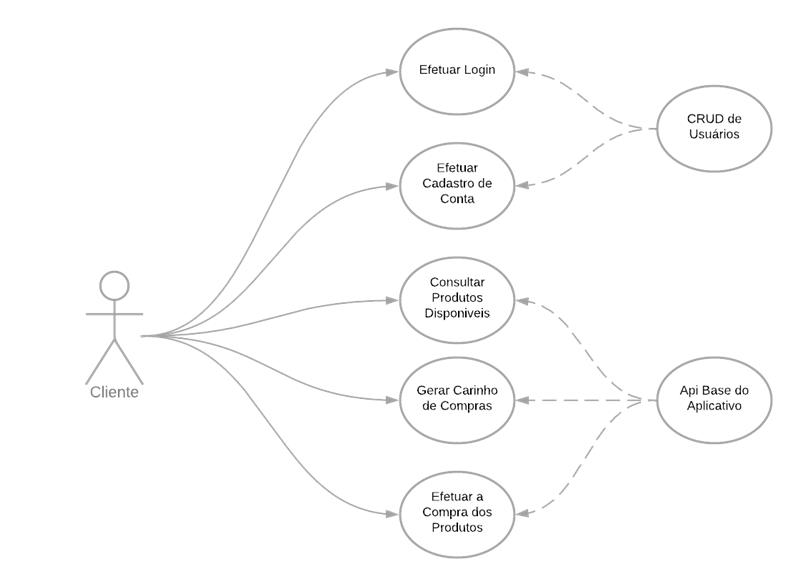 Efetuar Login
CRUD de
Usuários
Efetuar
Cadastro de
Conta
Consultar
Produtos
Disponiveis
Cliente
Gerar Carinho
de Compras
Api Base do
Aplicativo
Efetuar a
Compra dos
Produtos